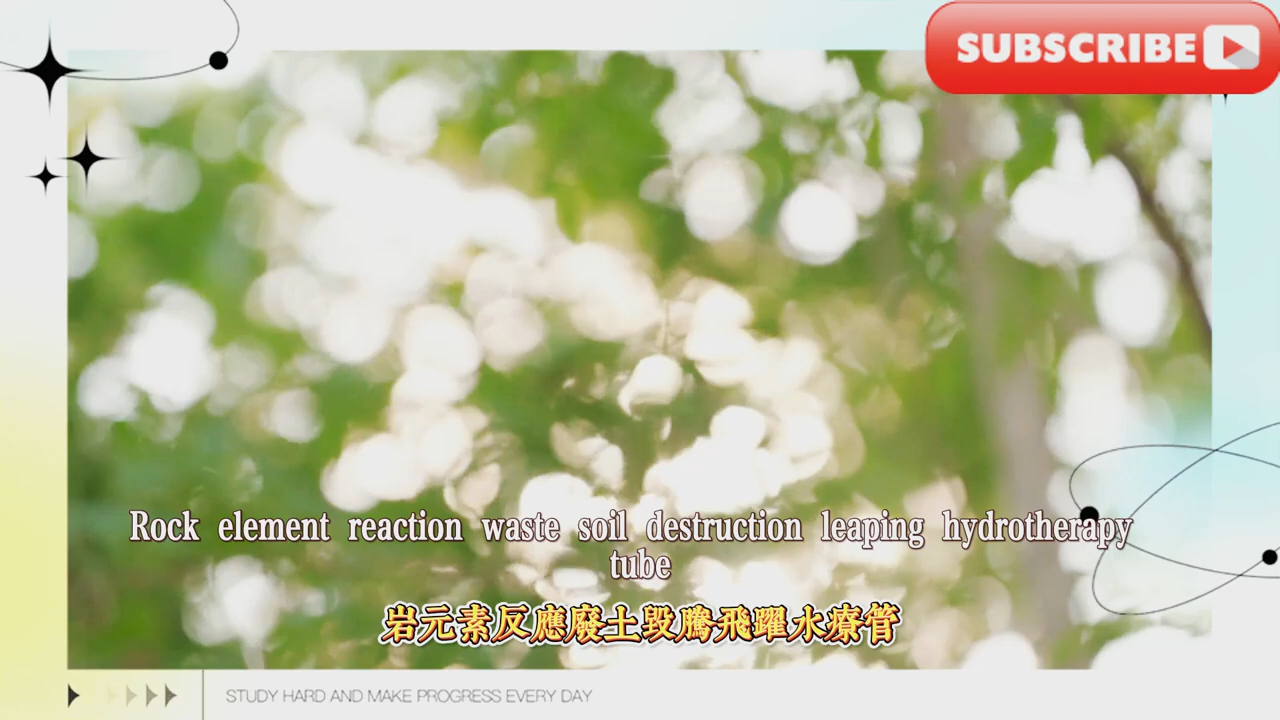 SUBSCRIBE
Rock element reaction waste soil destruction leaping hydrotherapy
tube
岩元素反應廢土毀騰飛躍水療管
STUDY HARD AND MAKE PROGRESS EVERY DAY